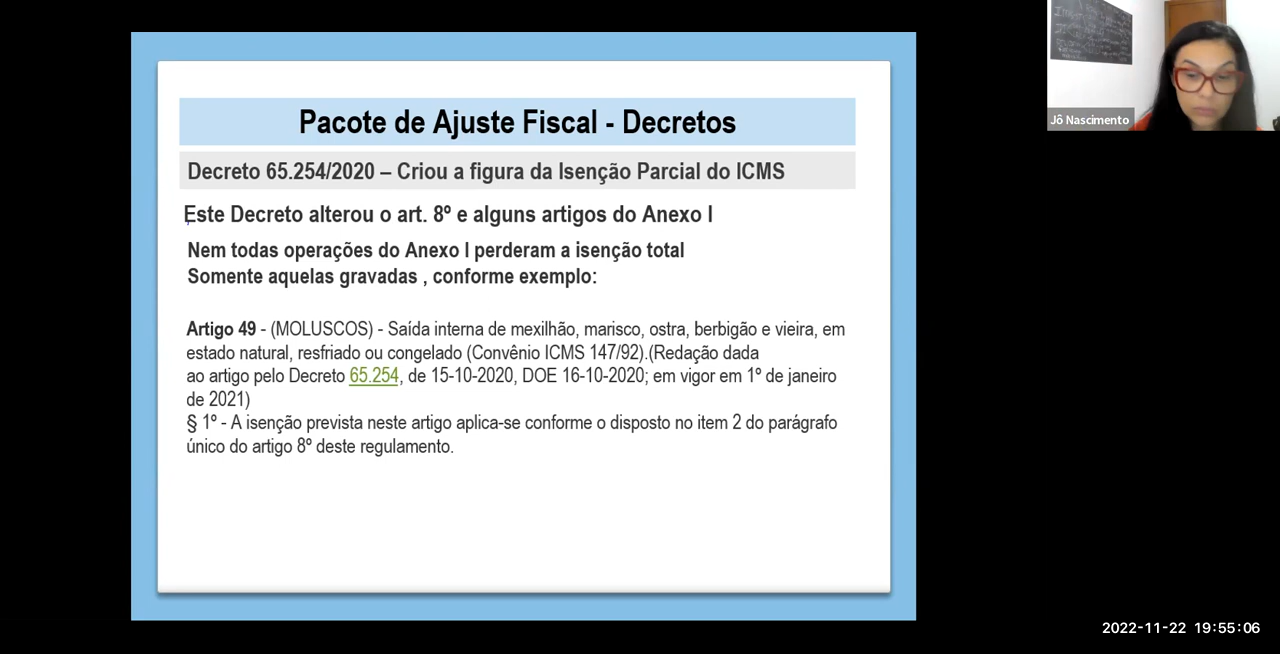 Pacote de Ajuste Fiscal - Decretos
Decreto 65.254/2020 – Criou a figura da Isenção Parcial do ICMS
Este Decreto alterou o art. 8º e alguns artigos do Anexo I
Nem todas operações do Anexo I perderam a isenção total
Somente aquelas gravadas , conforme exemplo:
Artigo 49 - (MOLUSCOS) - Saída interna de mexilhão, marisco, ostra, berbigão e vieira, em
estado natural, resfriado ou congelado (Convênio ICMS 147/92).(Redação dada
ao artigo pelo Decreto 65.254, de 15-10-2020, DOE 16-10-2020; em vigor em 1º de janeiro
de 2021)
§ 1º - A isenção prevista neste artigo aplica-se conforme o disposto no item 2 do parágrafo
único do artigo 8º deste regulamento.
Jô Nascimento
2022-11-22 19:55:06